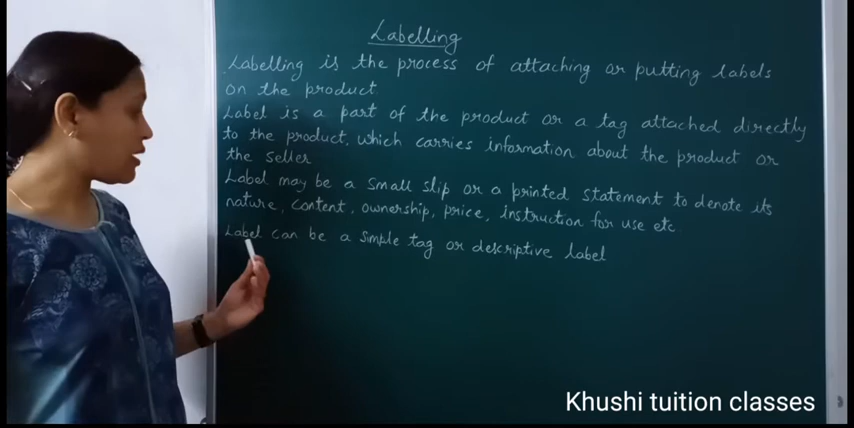 Labelling
Labelling is the process of attaching or putting labels
on the product
Label is a part of the product or a tag attached directly
to the product, which carries information about the product or
the seller
Label may be a small slip or a printed statement to denote its
nature, content, ownership, price, instruction for use etc
Label can be a simple tag or descriptive label
Khushi tuition classes